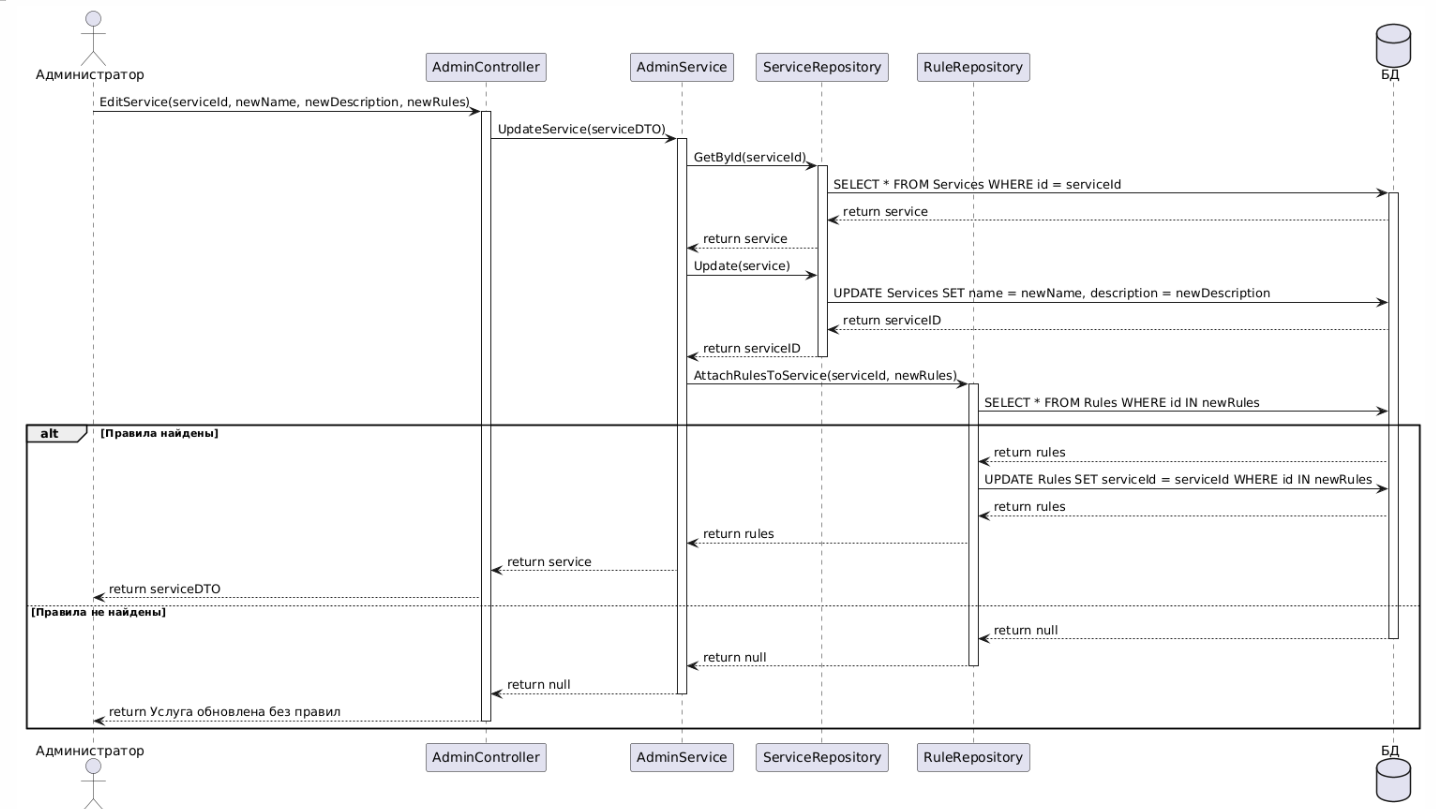 Администратор
AdminController
AdminService
ServiceRepository
RuleRepository
БД
EditService(serviceId, newName, newDescription, newRules)
UpdateService(serviceDTO)
GetById(serviceId)
SELECT * FROM Services WHERE id = serviceId
return service
return service
Update(service)
UPDATE Services SET name = newName, description = newDescription
return serviceID
return serviceID
AttachRulesToService(serviceId, newRules)
SELECT * FROM Rules WHERE id IN newRules
alt [Правила найдены]
return rules
UPDATE Rules SET serviceId = serviceId WHERE id IN newRules
return rules
return rules
return service
return serviceDTO
[Правила не найдены]
return null
return null
return null
return Услуга обновлена без правил
Администратор
AdminController
AdminService
ServiceRepository
RuleRepository
БД